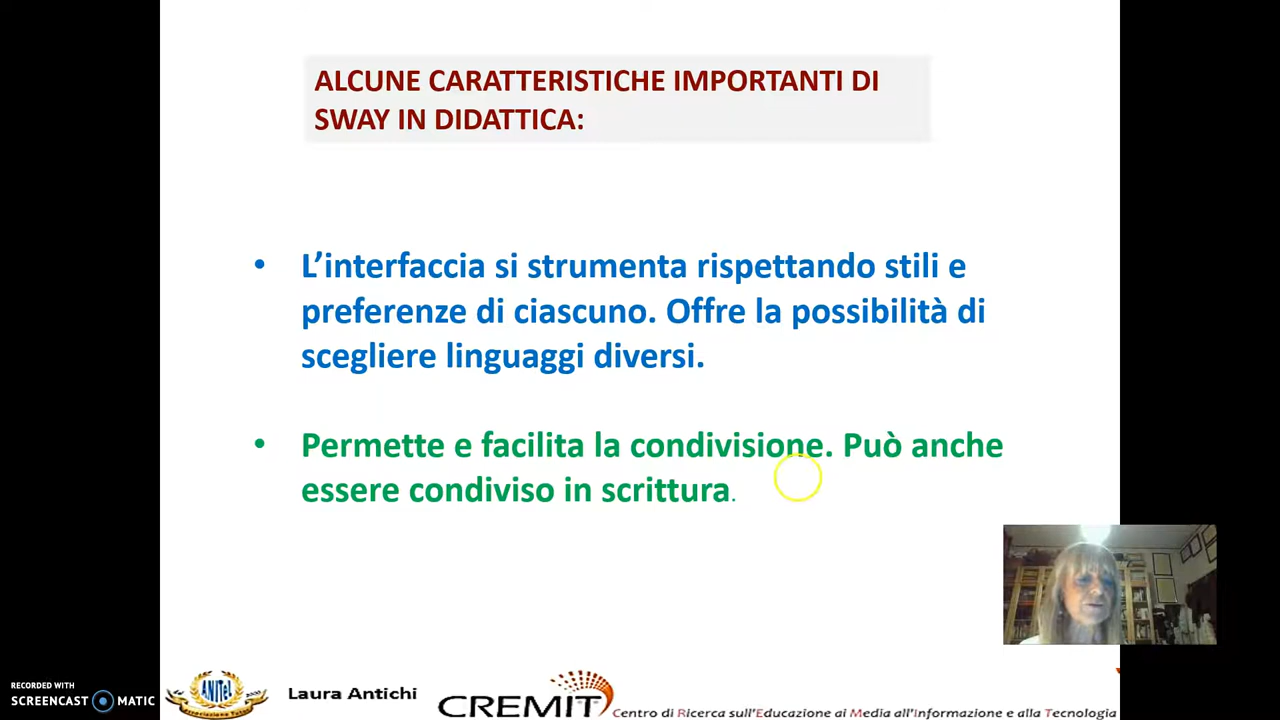 ALCUNE CARATTERISTICHE IMPORTANTI DI
SWAY IN DIDATTICA:
• L’interfaccia si strumenta rispettando stili e
preferenze di ciascuno. Offre la possibilità di
scegliere linguaggi diversi.
• Permette e facilita la condivisione. Può anche
essere condiviso in scrittura.
RECORDED WITH
SCREENCAST MATIC
ANITeL
Laura Antichi
CREMIT
Centro di Ricerca sull'Educazione ai Media all'Informazione e alla Tecnologia